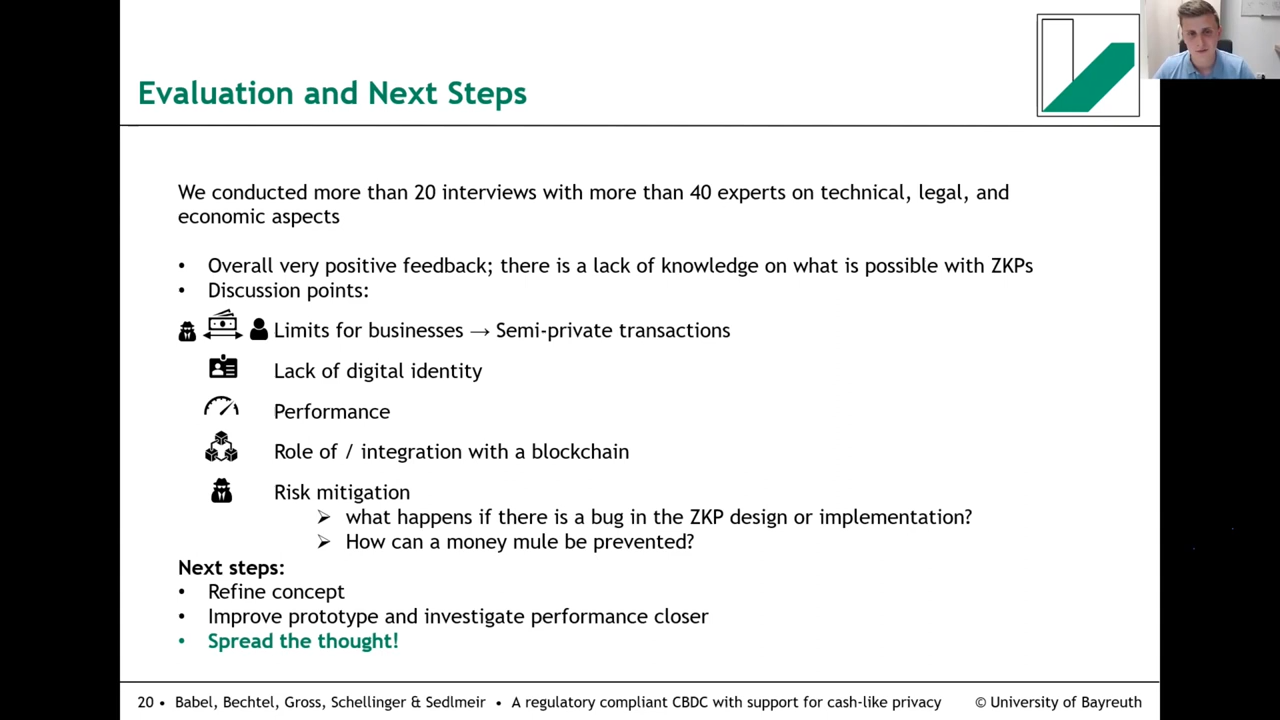 Evaluation and Next Steps
We conducted more than 20 interviews with more than 40 experts on technical, legal, and
economic aspects
• Overall very positive feedback; there is a lack of knowledge on what is possible with ZKPs
• Discussion points:
Limits for businesses → Semi-private transactions
Lack of digital identity
Performance
Role of / integration with a blockchain
Risk mitigation
➢ what happens if there is a bug in the ZKP design or implementation?
➢ How can a money mule be prevented?
Next steps:
• Refine concept
• Improve prototype and investigate performance closer
• Spread the thought!
20 • Babel, Bechtel, Gross, Schellinger & Sedlmeir • A regulatory compliant CBDC with support for cash-like privacy © University of Bayreuth